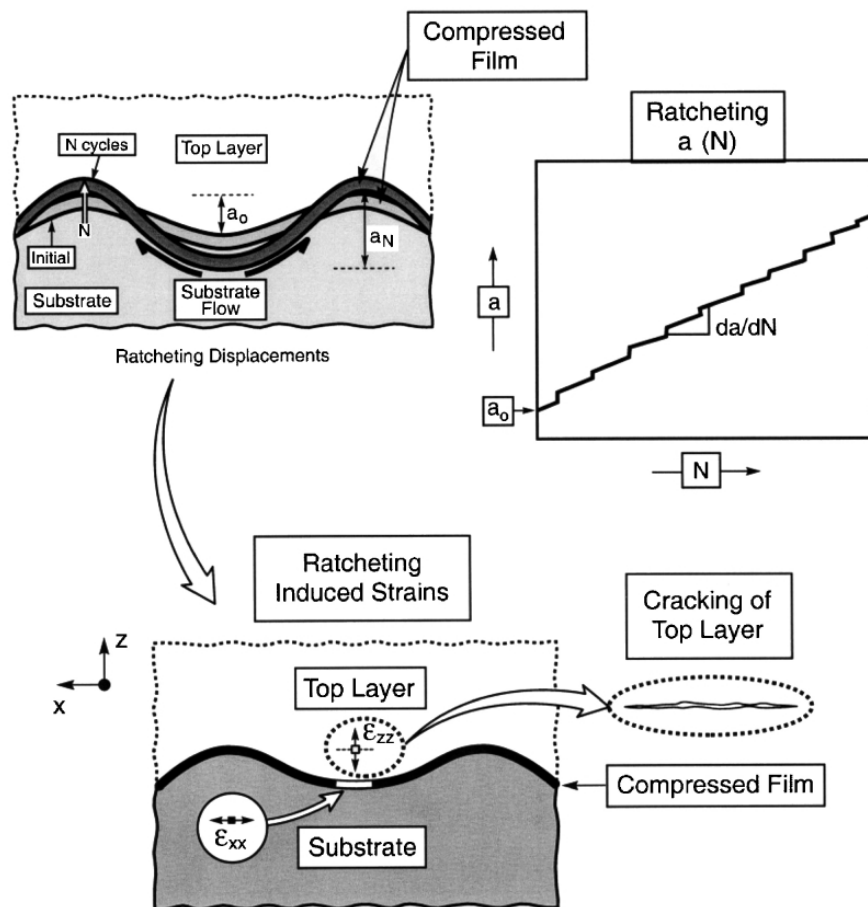 Compressed
Film
N cycles
Top Layer
a₀
a_N
N
Initial
Substrate
Substrate
Flow
Ratcheting Displacements
Ratcheting
a (N)
a
da/dN
a₀
N
Ratcheting
Induced Strains
Cracking of
Top Layer
z
x
Top Layer
ε_zz
Compressed Film
ε_xx
Substrate